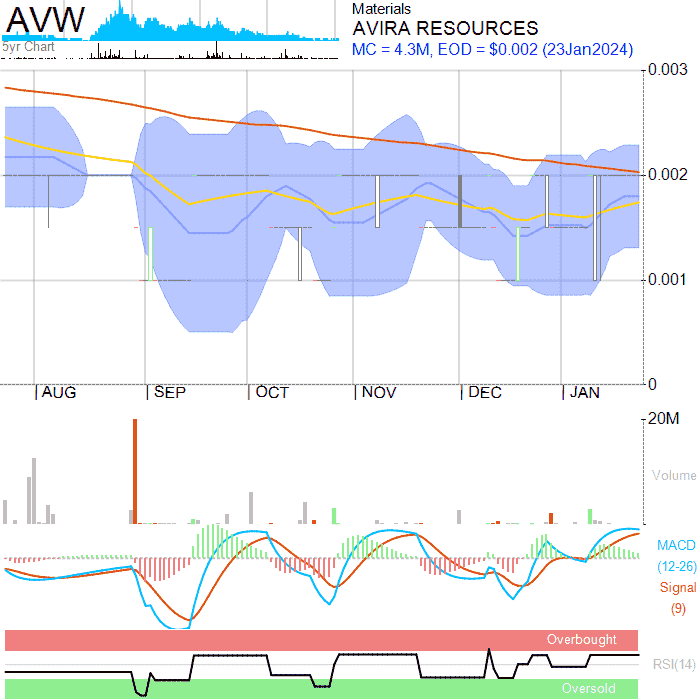 AVW
5yr Chart
Materials
AVIRA RESOURCES
MC = 4.3M, EOD = $0.002 (23Jan2024)
0.003
0.002
0.001
0
AUG SEP OCT NOV DEC JAN
20M
Volume
MACD
(12-26)
Signal
(9)
Overbought
RSI(14)
Oversold